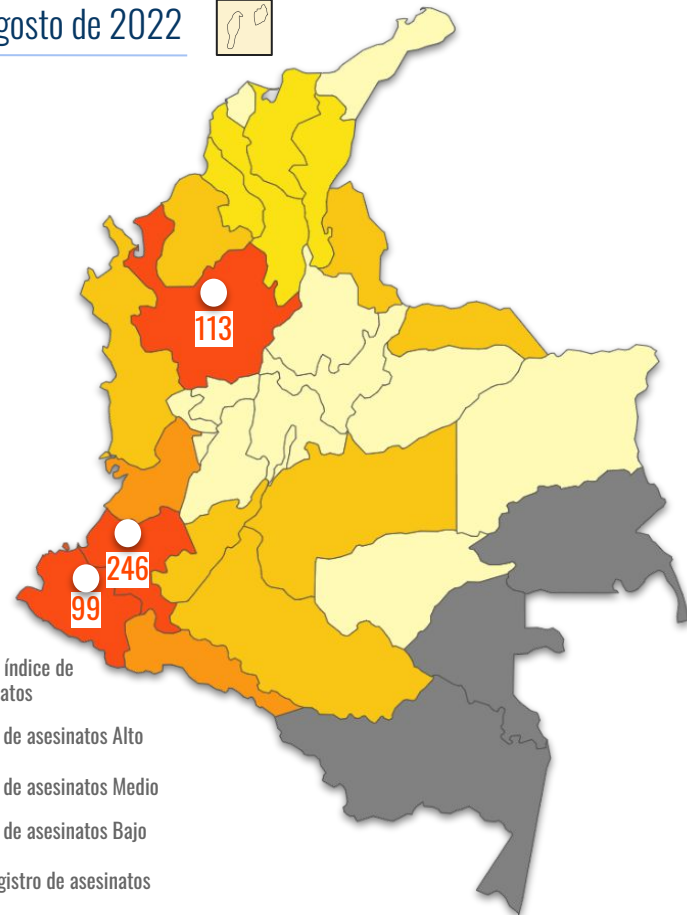 gosto de 2022
113
246
99
índice de
atos
de asesinatos Alto
de asesinatos Medio
de asesinatos Bajo
gistro de asesinatos